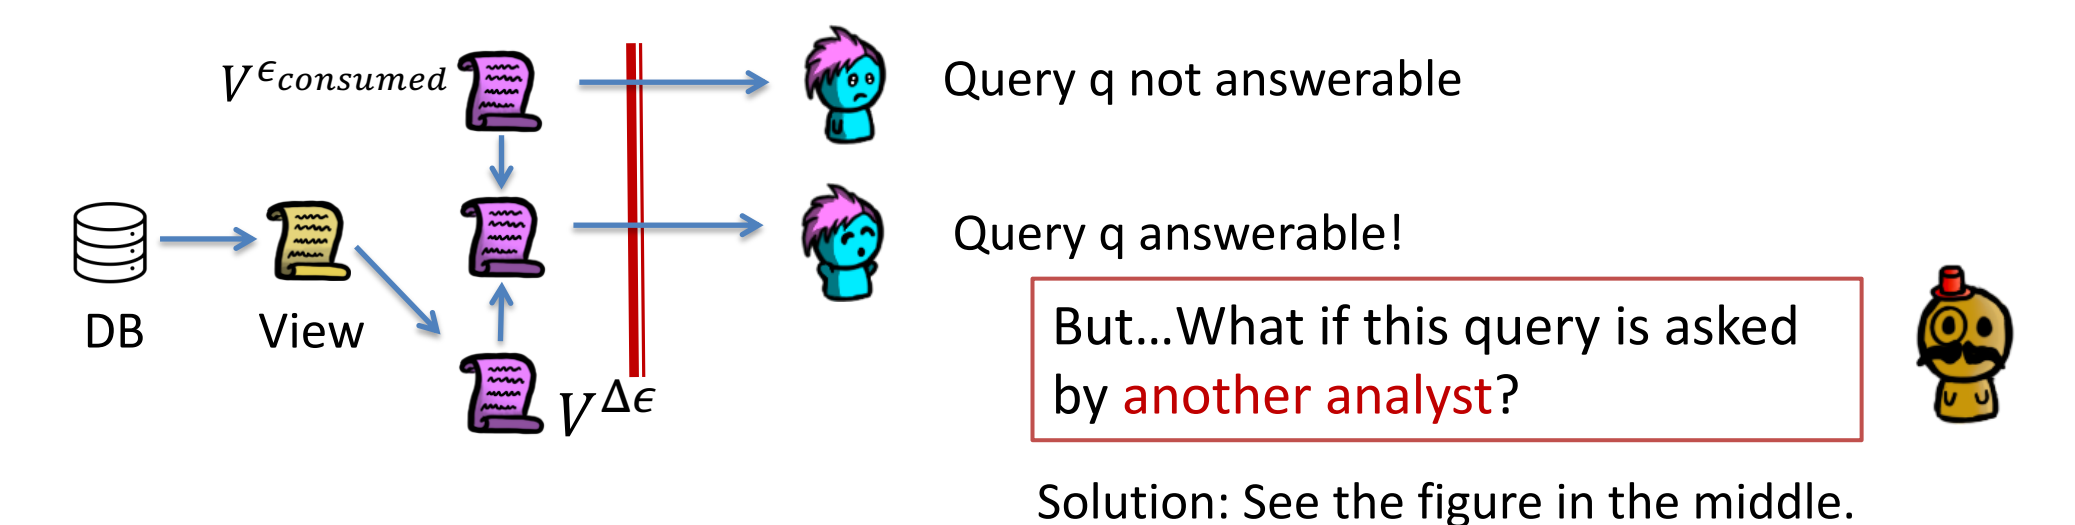 V^ϵconsumed
Query q not answerable
Query q answerable!
DB
View
V^Δϵ
But...What if this query is asked
by another analyst?
Solution: See the figure in the middle.